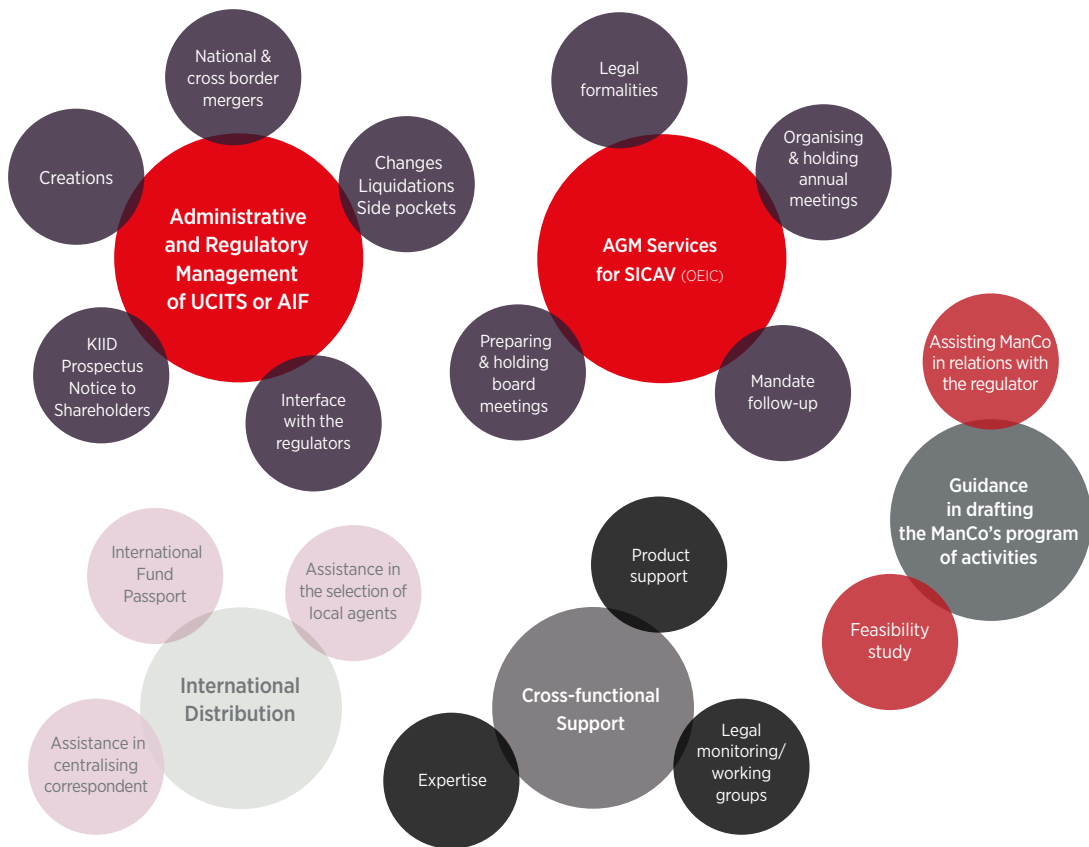 National &
cross border
mergers
Creations
Changes
Liquidations
Side pockets
Administrative
and Regulatory
Management
of UCITS or AIF
KIID
Prospectus
Notice to
Shareholders
Interface
with the
regulators
Legal
formalities
Organising
& holding
annual
meetings
AGM Services
for SICAV (OEIC)
Preparing
& holding
board
meetings
Mandate
follow-up
Assisting ManCo
in relations with
the regulator
Guidance
in drafting
the ManCo's program
of activities
Feasibility
study
International
Fund
Passport
Assistance in
the selection of
local agents
International
Distribution
Assistance in
centralising
correspondent
Product
support
Cross-functional
Support
Expertise
Legal
monitoring/
working
groups